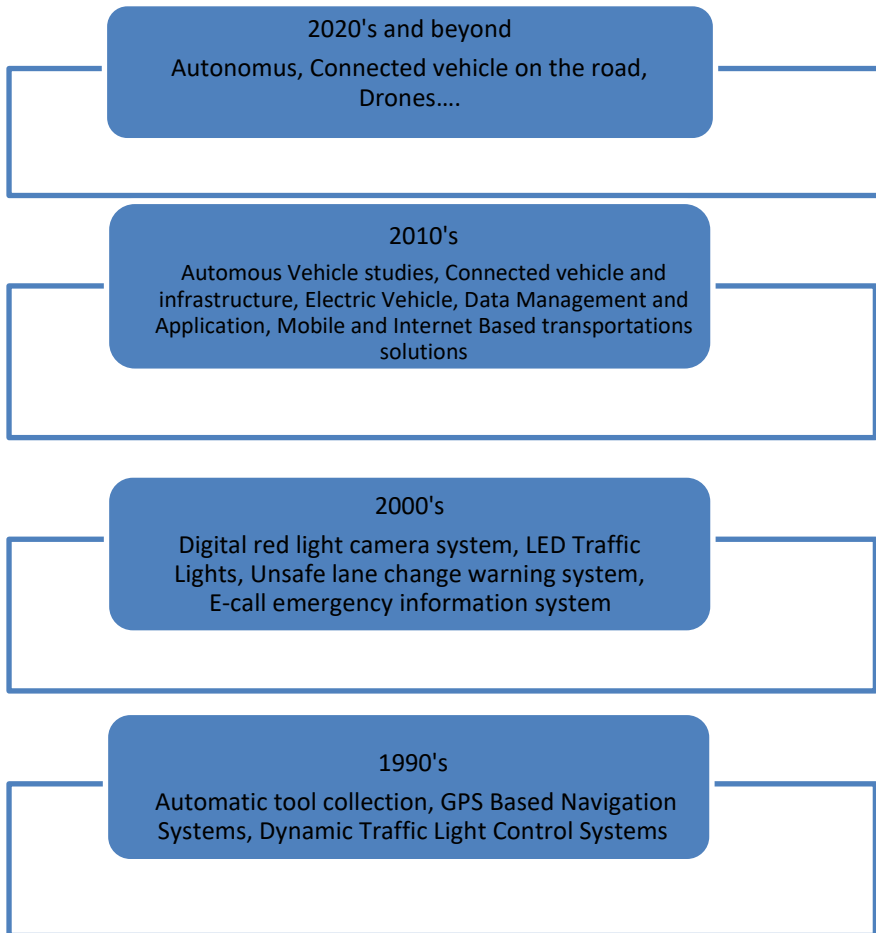 2020's and beyond
Autonomus, Connected vehicle on the road,
Drones….
2010's
Automous Vehicle studies, Connected vehicle and
infrastructure, Electric Vehicle, Data Management and
Application, Mobile and Internet Based transportations
solutions
2000's
Digital red light camera system, LED Traffic
Lights, Unsafe lane change warning system,
E-call emergency information system
1990's
Automatic tool collection, GPS Based Navigation
Systems, Dynamic Traffic Light Control Systems